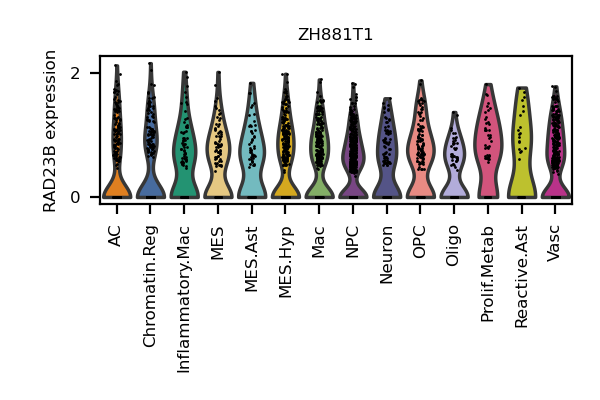 ZH881T1
RAD23B expression
2
0
AC
Chromatin.Reg
Inflammatory.Mac
MES
MES.Ast
MES.Hyp
Mac
NPC
Neuron
OPC
Oligo
Prolif.Metab
Reactive.Ast
Vasc